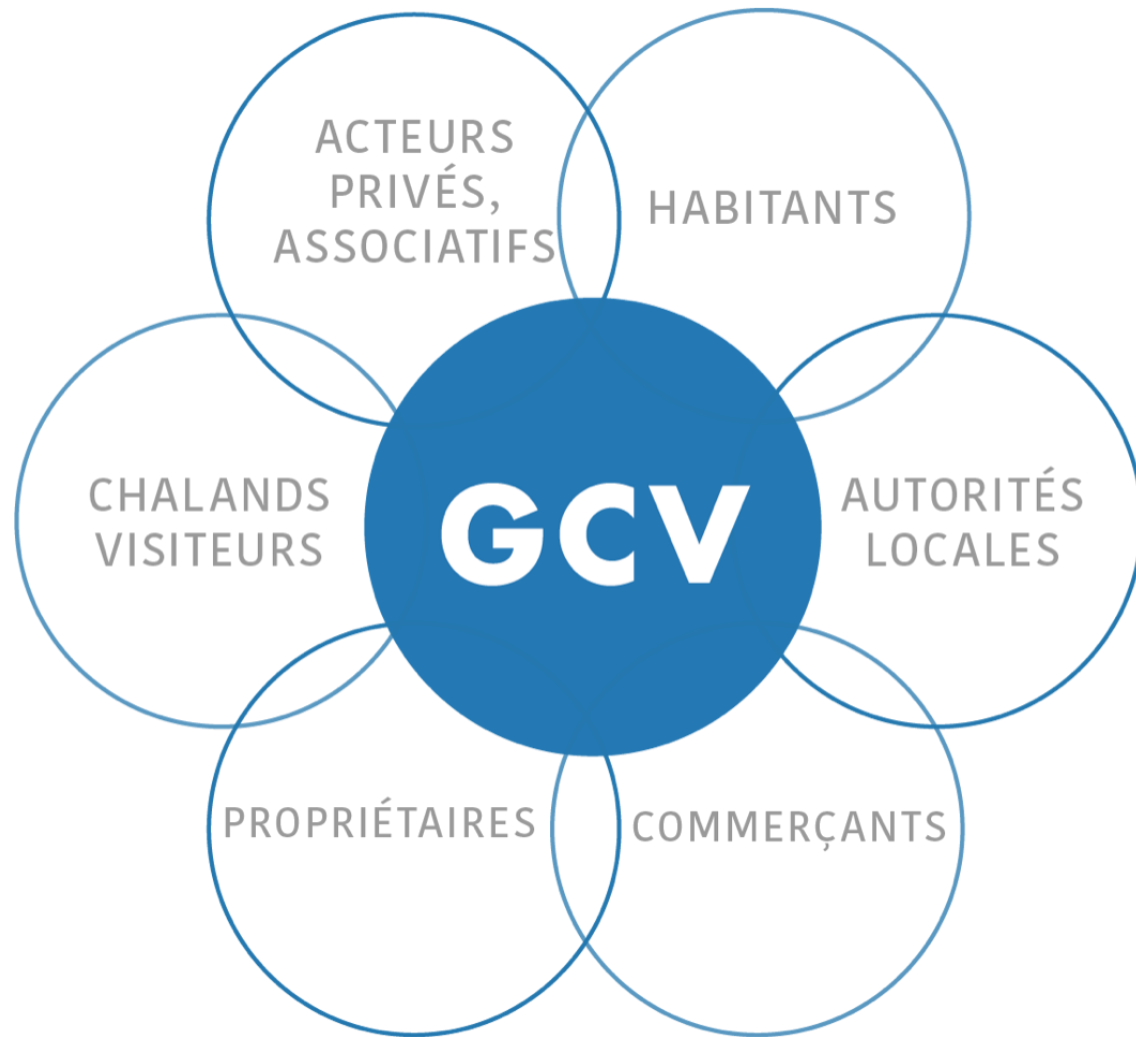 ACTEURS
PRIVÉS,
ASSOCIATIFS
HABITANTS
CHALANDS
VISITEURS
GCV
AUTORITÉS
LOCALES
PROPRIÉTAIRES
COMMERÇANTS